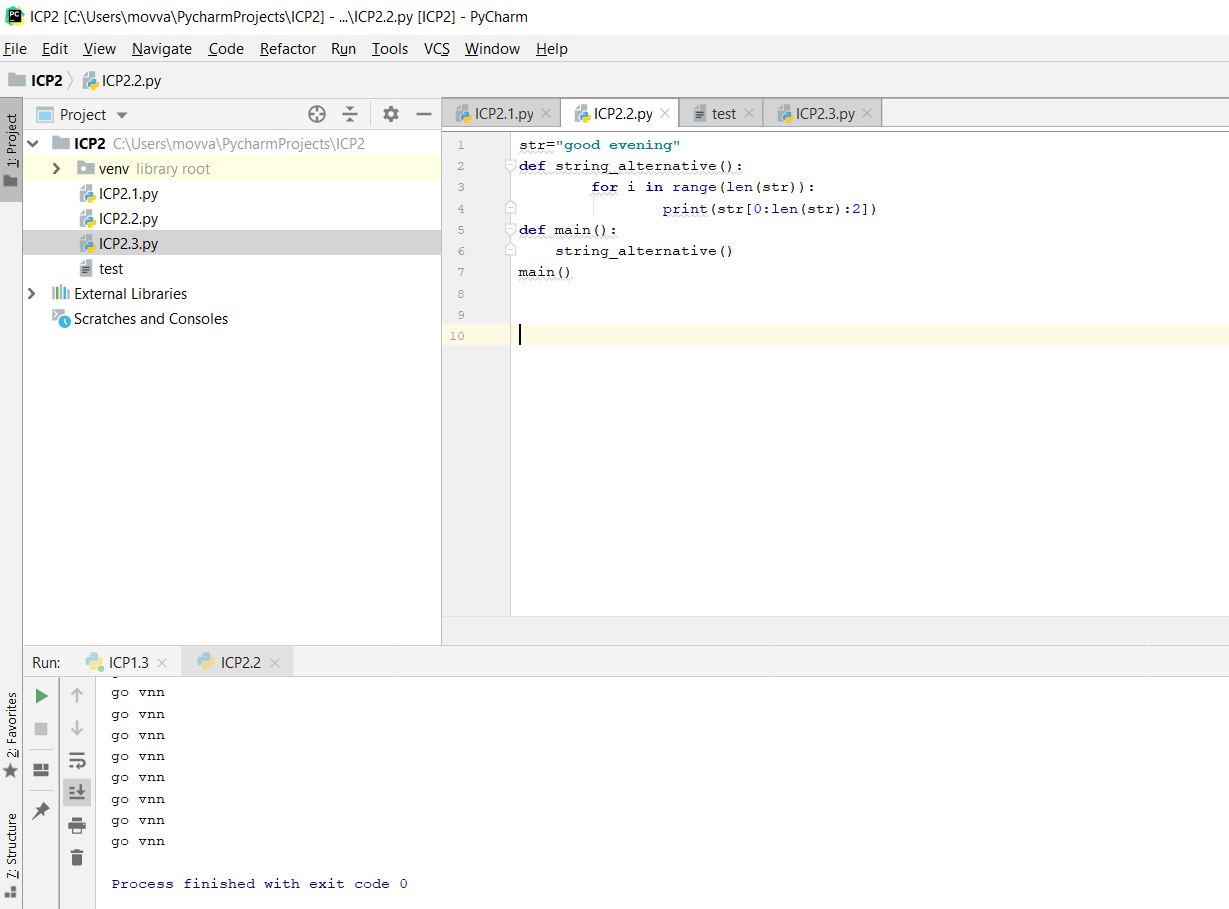 ICP2 [C:\Users\movva\PycharmProjects\ICP2] - ...\ICP2.2.py [ICP2] - PyCharm
File Edit View Navigate Code Refactor Run Tools VCS Window Help
ICP2 ICP2.2.py
1: Project
Project
ICP2.1.py ICP2.2.py test ICP2.3.py
ICP2 C:\Users\movva\PycharmProjects\ICP2
venv library root
ICP2.1.py
ICP2.2.py
ICP2.3.py
test
External Libraries
Scratches and Consoles
1 str="good evening"
2 def string_alternative():
3 for i in range(len(str)):
4 print(str[0:len(str):2])
5 def main():
6 string_alternative()
7 main()
8
9
10
Run: ICP1.3 ICP2.2
2: Favorites
7: Structure
go vnn
go vnn
go vnn
go vnn
go vnn
go vnn
go vnn
go vnn
Process finished with exit code 0